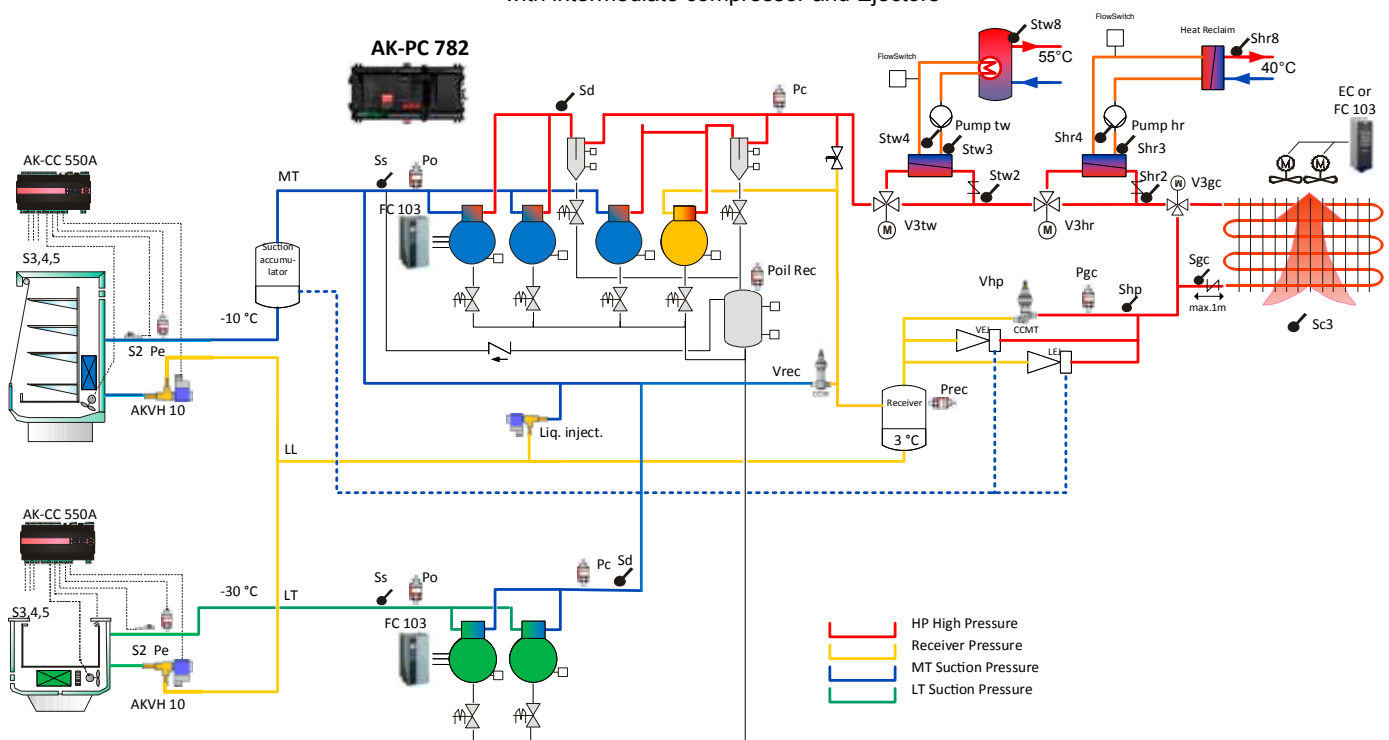 with intermediate compressor and Ejectors
AK-PC 782
Sd
Pc
FlowSwitch
Stw8
55°C
FlowSwitch
Heat Reclaim
Shr8
40°C
EC or
FC 103
M
M
AK-CC 550A
MT
Ss
Po
FC 103
Stw4
Pump tw
Stw3
Stw2
Shr4
Pump hr
Shr3
Shr2
M
V3gc
M
V3tw
M
V3hr
S3,4,5
Suction
accumu-
lator
-10 °C
S2 Pe
AKVH 10
Poil Rec
Vhp
CCMT
Pgc
Shp
Sgc
max.1m
Sc3
VEJ
LEJ
Vrec
CCM
Receiver
Prec
3 °C
Liq. inject.
LL
AK-CC 550A
-30 °C
LT
S3,4,5
S2 Pe
AKVH 10
Ss
Po
FC 103
Pc
Sd
HP High Pressure
Receiver Pressure
MT Suction Pressure
LT Suction Pressure